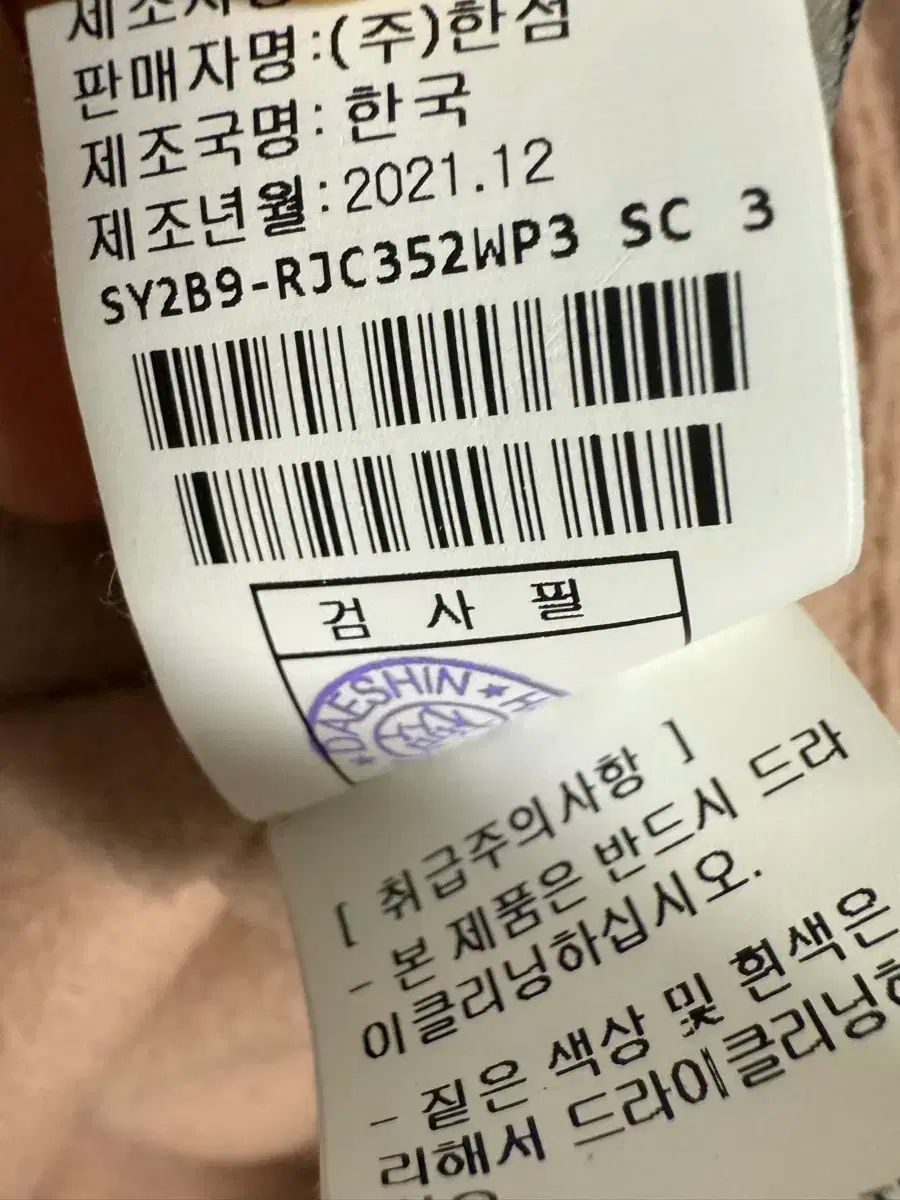 판매자명:(주)한섬
제조국명: 한국
제조년월:2021.12
SY2B9-RJC352WP3 SC 3
검 사 필
★ DAESHIN ★
[ 취급주의사항 ]
- 본 제품은 반드시 드라
이클리닝하십시오.
- 짙은 색상 및 흰색은
리해서 드라이클리닝하